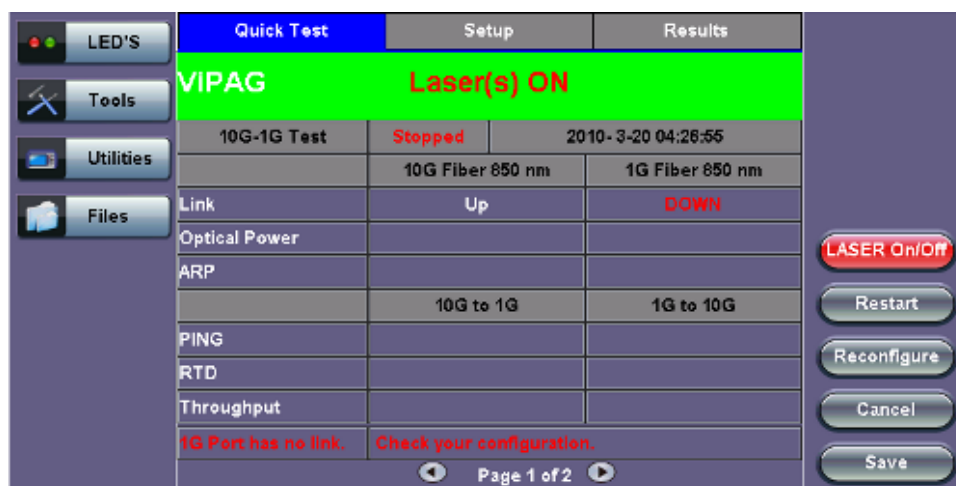 LED'S
Tools
Utilities
Files
Quick Test Setup Results
VIPAG Laser(s) ON
10G-1G Test Stopped 2010- 3-20 04:26:55
10G Fiber 850 nm 1G Fiber 850 nm
Link Up DOWN
Optical Power
ARP
10G to 1G 1G to 10G
PING
RTD
Throughput
1G Port has no link. Check your configuration.
Page 1 of 2
LASER On/Off
Restart
Reconfigure
Cancel
Save